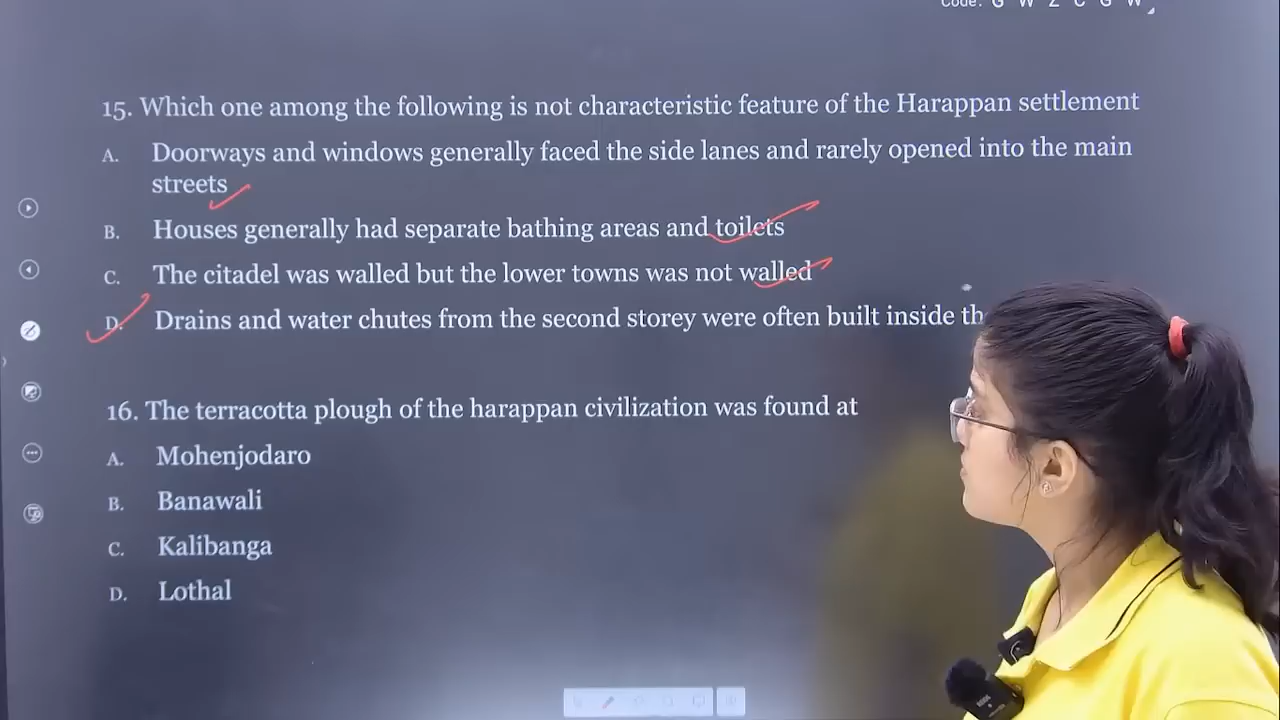 Code: G W Z C G W
15. Which one among the following is not characteristic feature of the Harappan settlement
A. Doorways and windows generally faced the side lanes and rarely opened into the main
streets
B. Houses generally had separate bathing areas and toilets
C. The citadel was walled but the lower towns was not walled
D. Drains and water chutes from the second storey were often built inside th
16. The terracotta plough of the harappan civilization was found at
A. Mohenjodaro
B. Banawali
C. Kalibanga
D. Lothal